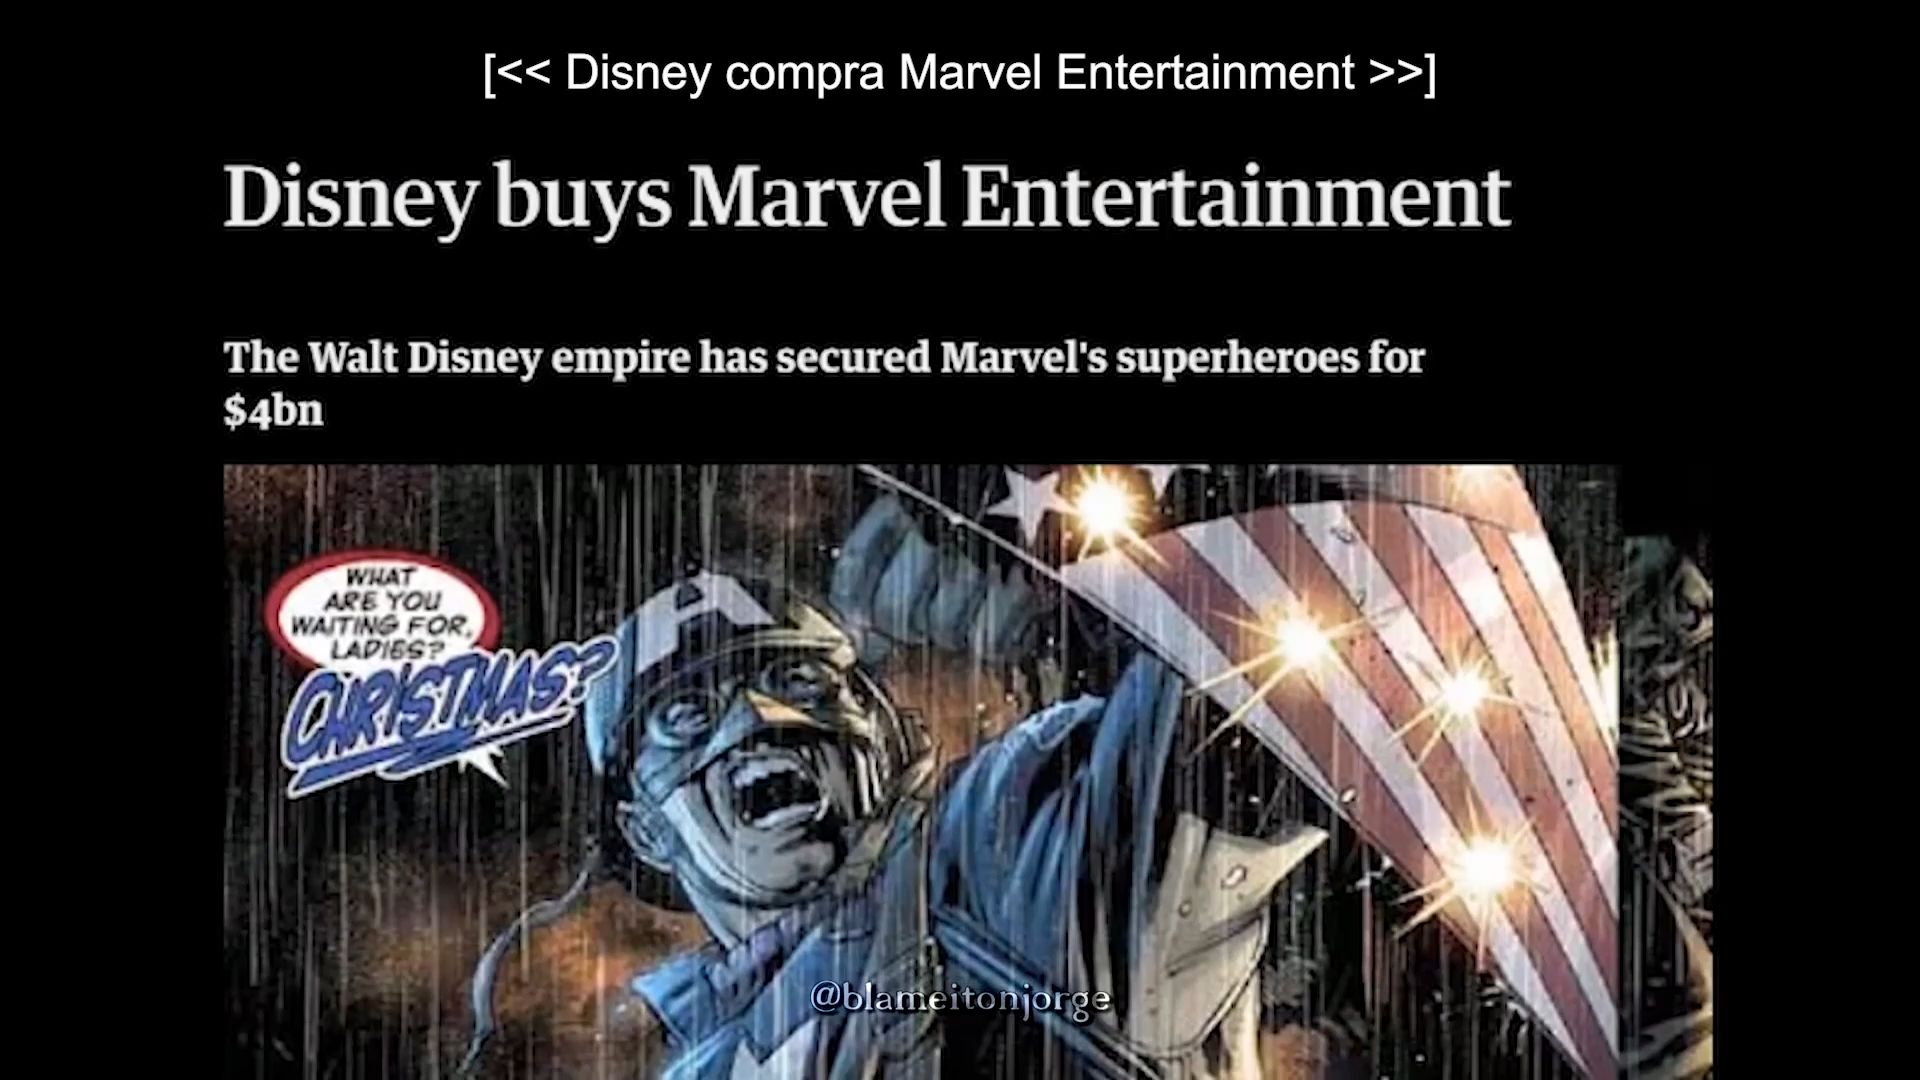 [<< Disney compra Marvel Entertainment >>]
Disney buys Marvel Entertainment
The Walt Disney empire has secured Marvel's superheroes for
$4bn
WHAT
ARE YOU
WAITING FOR,
LADIES?
CHRISTMAS?
A
@blameitonjorge